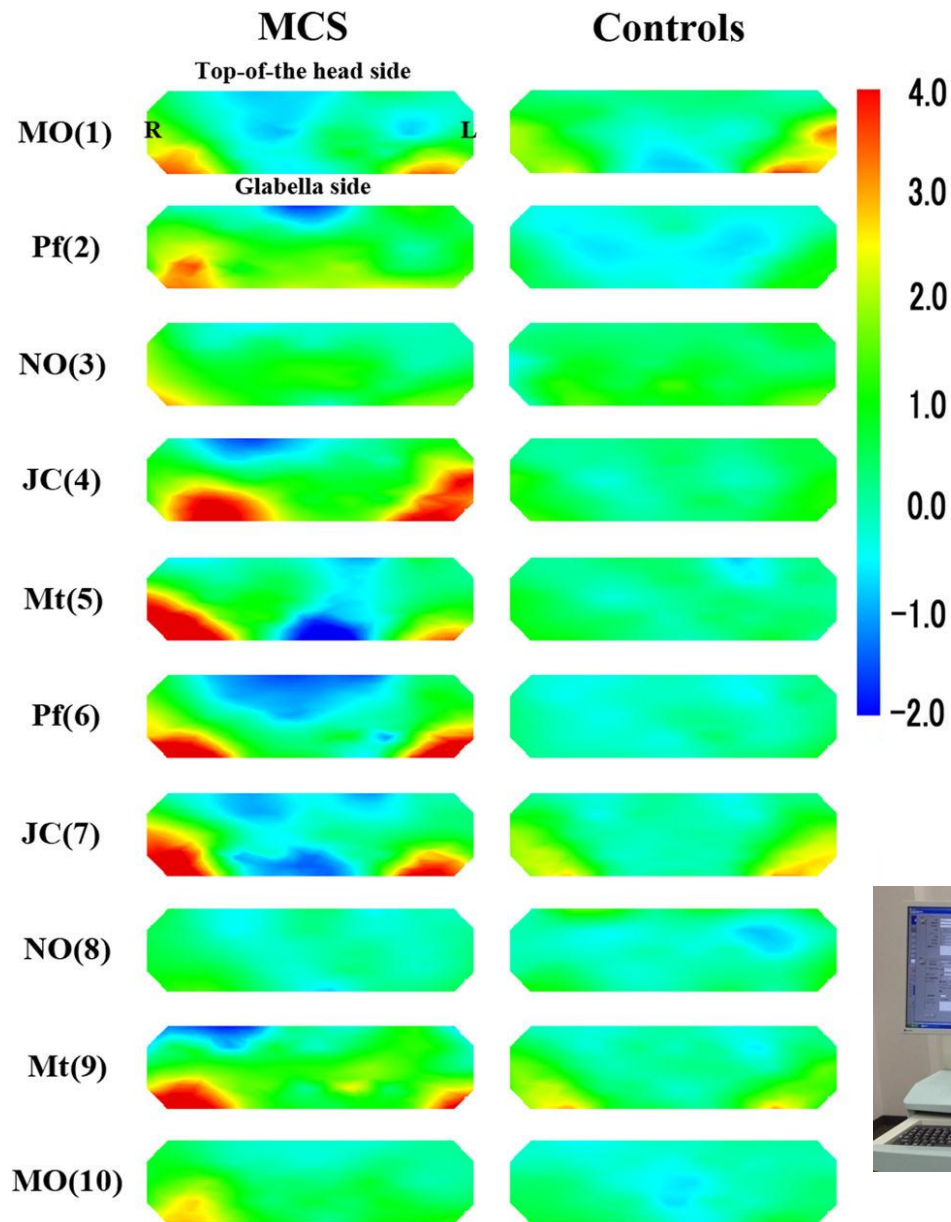 MCS Controls
Top-of-the head side
MO(1)
R L
Glabella side
Pf(2)
NO(3)
JC(4)
Mt(5)
Pf(6)
JC(7)
NO(8)
Mt(9)
MO(10)
4.0
3.0
2.0
1.0
0.0
-1.0
-2.0